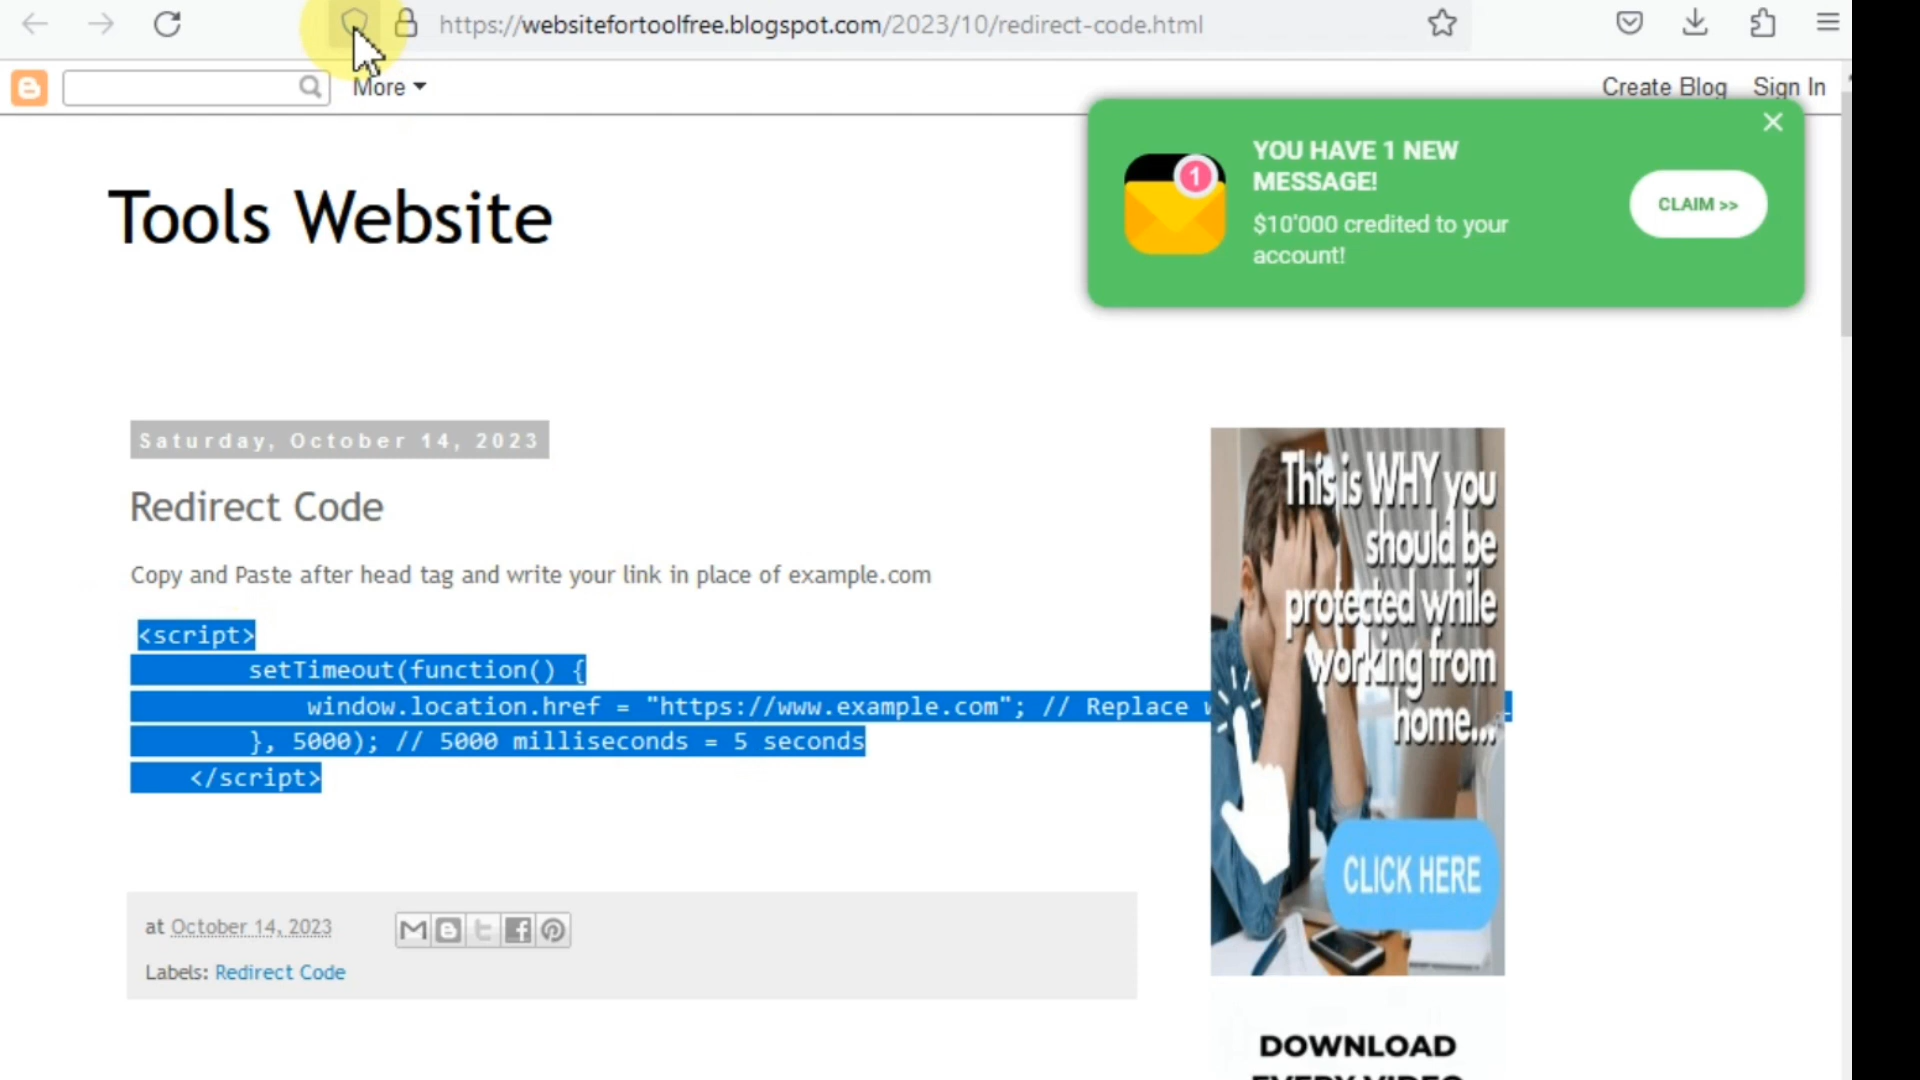 https://websitefortoolfree.blogspot.com/2023/10/redirect-code.html
More
Create Blog Sign In
YOU HAVE 1 NEW
MESSAGE!
$10'000 credited to your
account!
CLAIM >>
1
Tools Website
Saturday, October 14, 2023
Redirect Code
Copy and Paste after head tag and write your link in place of example.com
<script>
setTimeout(function() {
window.location.href = "https://www.example.com"; // Replace
}, 5000); // 5000 milliseconds = 5 seconds
</script>
at October 14, 2023
Labels: Redirect Code
This is WHY you
should be
protected while
working from
home...
CLICK HERE
DOWNLOAD
EVERY VIDEO